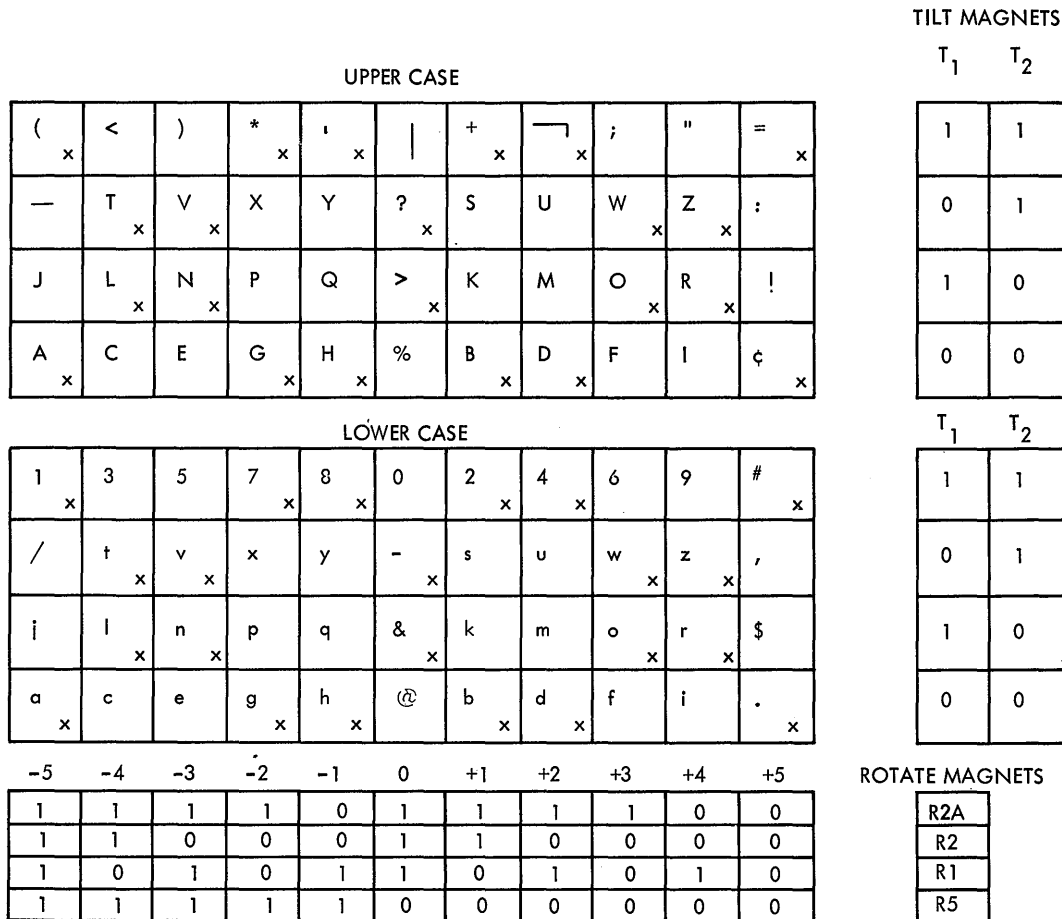 TILT MAGNETS
T1 T2
UPPER CASE
( x < ) * x ' x | + x ¬ x ; " = x 1 1
— T x V x X Y ? x S U W x Z x : 0 1
J L x N x P Q > x K M O x R x ! 1 0
A x C E G x H x % B x D x F I ¢ x 0 0
LOWER CASE T1 T2
1 x 3 5 7 x 8 x 0 2 x 4 x 6 9 # x 1 1
/ t x v x x y - x s u w x z x , 0 1
j l x n x p q & x k m o x r x $ 1 0
a x c e g x h x @ b x d x f i . x 0 0
-5 -4 -3 -2 -1 0 +1 +2 +3 +4 +5 ROTATE MAGNETS
1 1 1 1 0 1 1 1 1 0 0 R2A
1 1 0 0 0 1 1 0 0 0 0 R2
1 0 1 0 1 1 0 1 0 1 0 R1
1 1 1 1 1 0 0 0 0 0 0 R5